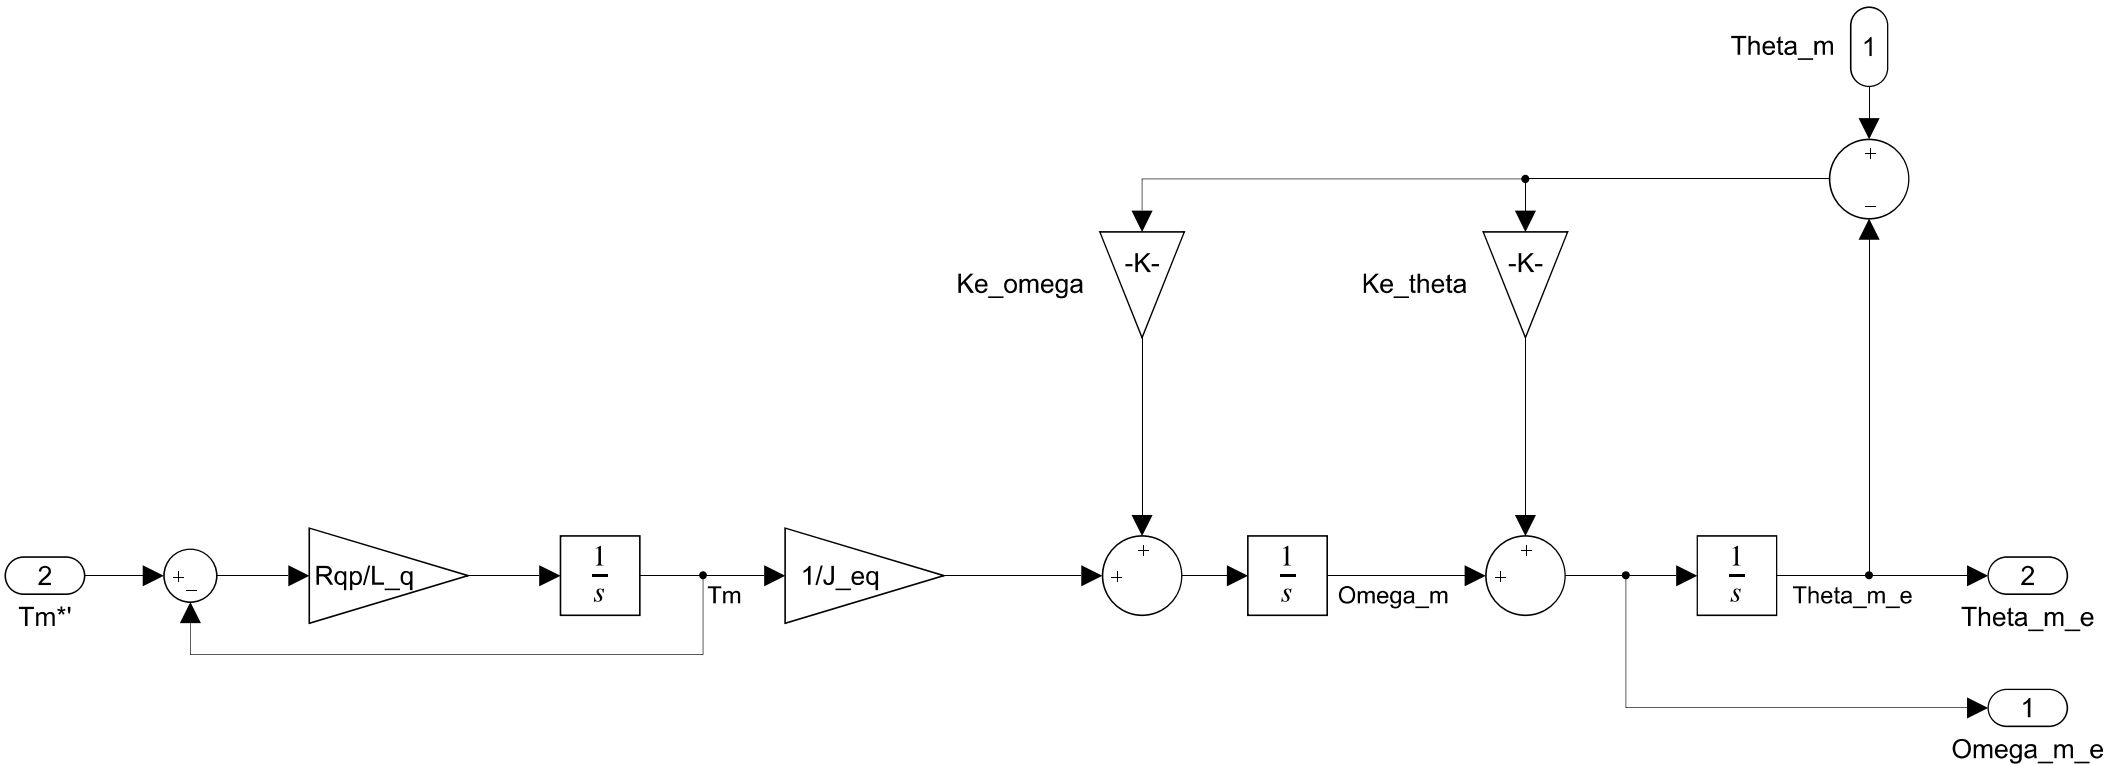 Theta_m
1
+
−
-K-
-K-
Ke_omega
Ke_theta
+
+
2
+
−
Rqp/L_q
1
s
1/J_eq
+
1
s
+
1
s
2
Tm*'
Tm
Omega_m
Theta_m_e
Theta_m_e
1
Omega_m_e